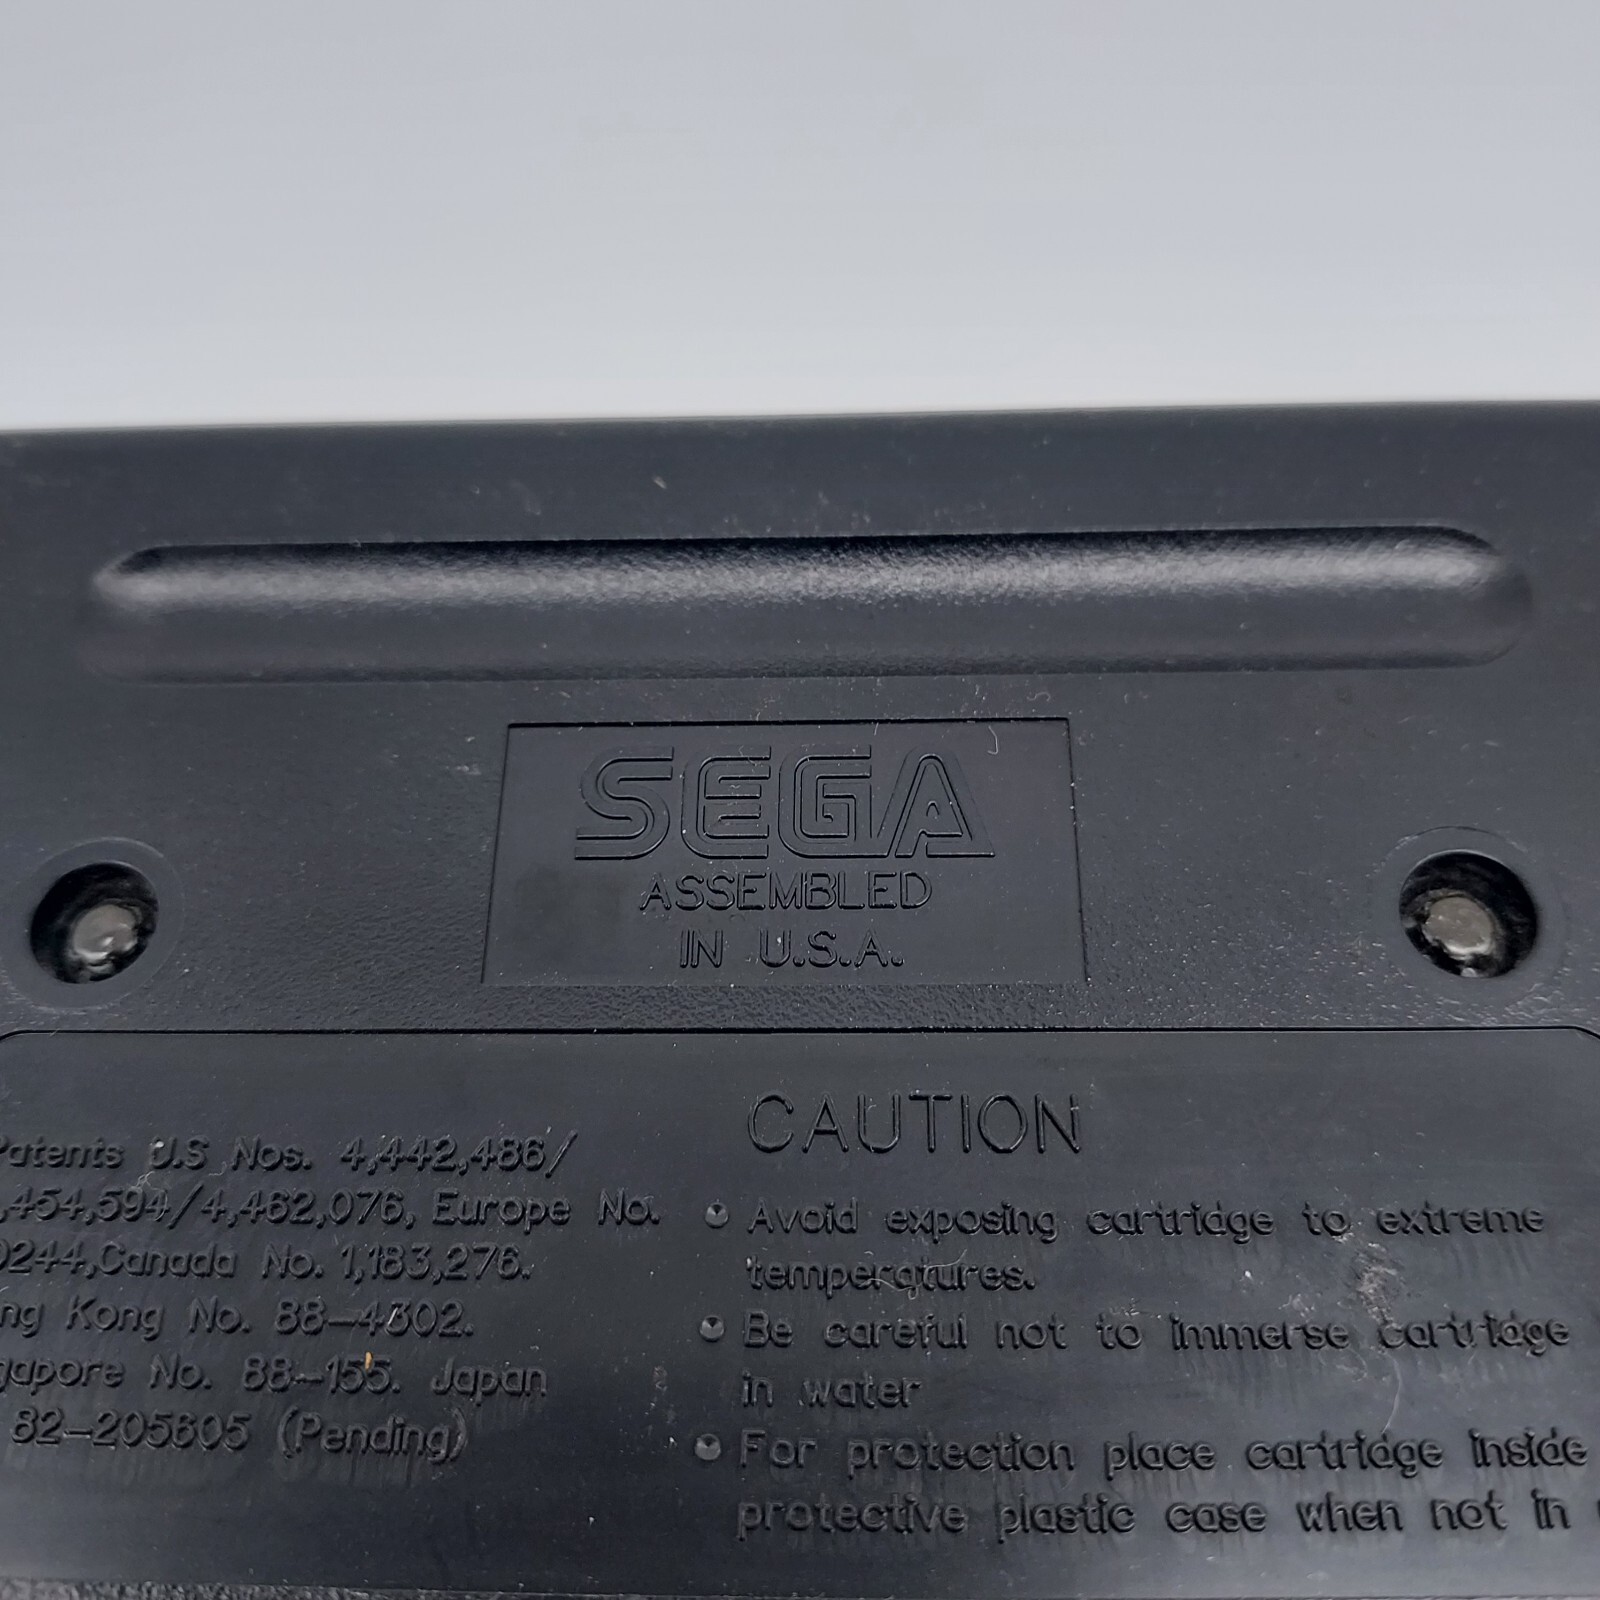 SEGA
ASSEMBLED
IN U.S.A.
Patents U.S Nos. 4,442,486/
,454,594/4,462,076, Europe No.
0244,Canada No. 1,183,276.
ng Kong No. 88-4302.
gapore No. 88-155. Japan
82-205605 (Pending)
CAUTION
• Avoid exposing cartridge to extreme
temperatures.
• Be careful not to immerse cartridge
in water
• For protection place cartridge inside
protective plastic case when not in